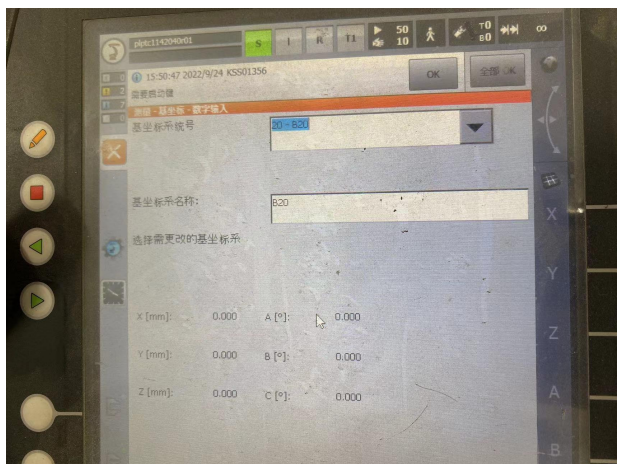 plptc1142040r01
S I R T1 50 10 T0 B0 ∞
15:50:47 2022/9/24 KSS01356
需要启动键
OK 全部 OK
测量 - 基坐标 - 数字输入
基坐标系统号 20 - B20
基坐标系名称: B20
选择需更改的基坐标系
X [mm]: 0.000 A [°]: 0.000
Y [mm]: 0.000 B [°]: 0.000
Z [mm]: 0.000 C [°]: 0.000
X
Y
Z
A
B